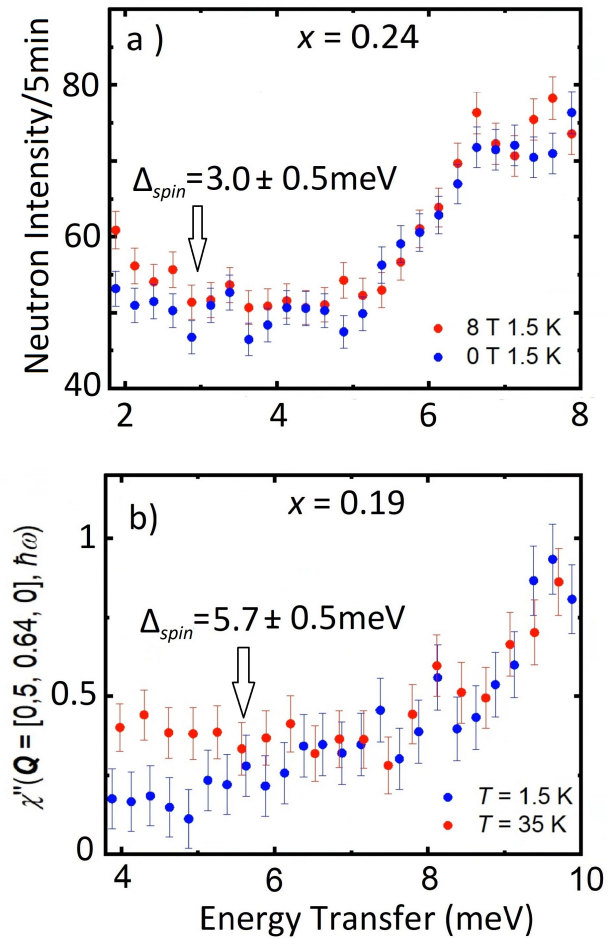 a ) x = 0.24
Neutron Intensity/5min
80
60
40
Δspin=3.0 ± 0.5meV
8 T 1.5 K
0 T 1.5 K
2 4 6 8
b) x = 0.19
χ"(Q = [0,5, 0.64, 0], ħω)
1
0.5
0
Δspin=5.7 ± 0.5meV
T = 1.5 K
T = 35 K
4 6 8 10
Energy Transfer (meV)